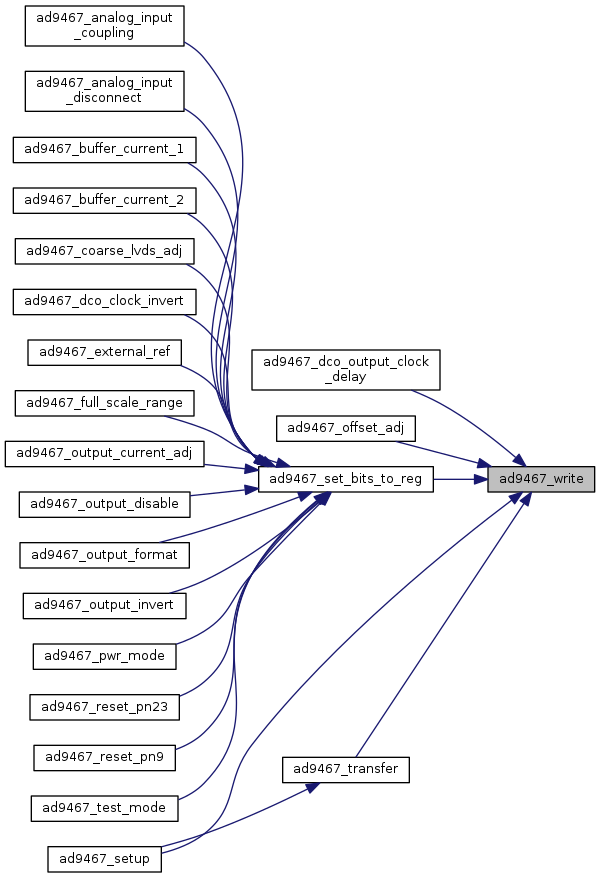 ad9467_analog_input
_coupling
ad9467_analog_input
_disconnect
ad9467_buffer_current_1
ad9467_buffer_current_2
ad9467_coarse_lvds_adj
ad9467_dco_clock_invert
ad9467_external_ref
ad9467_full_scale_range
ad9467_output_current_adj
ad9467_output_disable
ad9467_output_format
ad9467_output_invert
ad9467_pwr_mode
ad9467_reset_pn23
ad9467_reset_pn9
ad9467_test_mode
ad9467_setup
ad9467_dco_output_clock
_delay
ad9467_offset_adj
ad9467_set_bits_to_reg
ad9467_transfer
ad9467_write